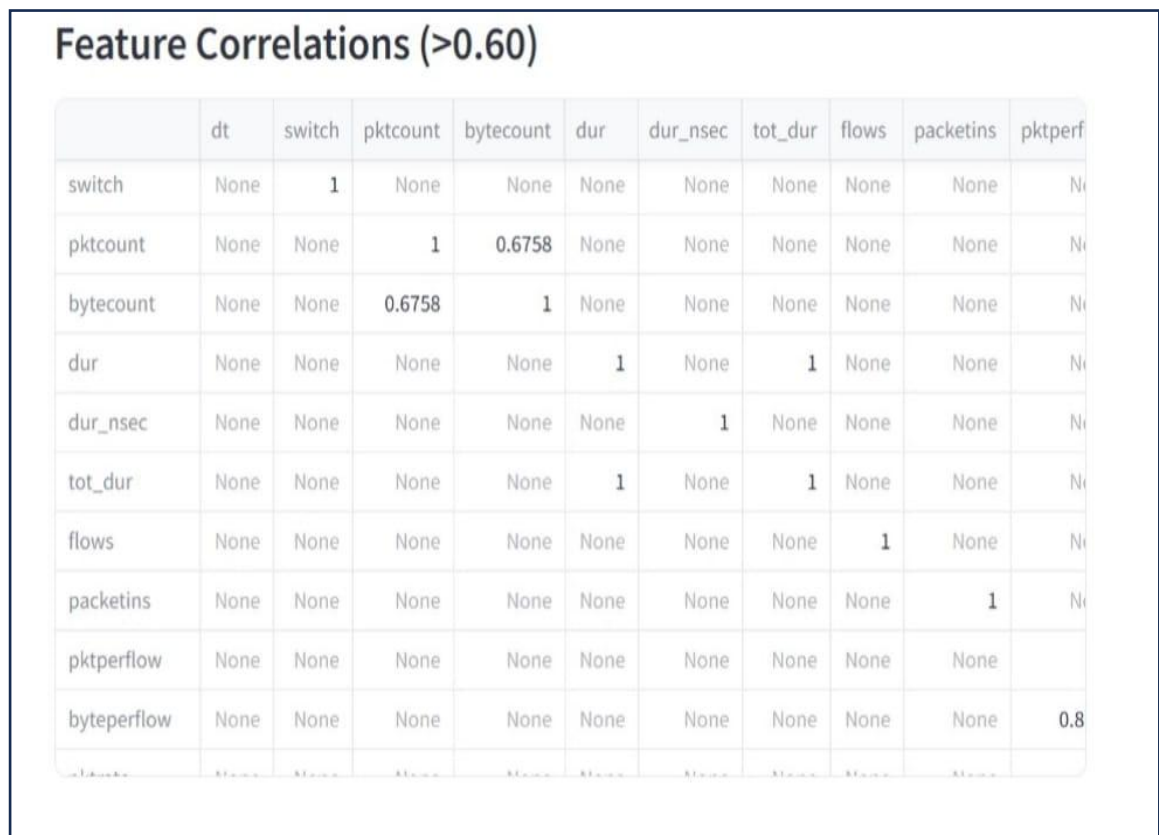 Feature Correlations (>0.60)
dt switch pktcount bytecount dur dur_nsec tot_dur flows packetins pktperf
switch None 1 None None None None None None None
pktcount None None 1 0.6758 None None None None None
bytecount None None 0.6758 1 None None None None None
dur None None None None 1 None 1 None None
dur_nsec None None None None None 1 None None None
tot_dur None None None None 1 None 1 None None
flows None None None None None None None 1 None
packetins None None None None None None None None 1
pktperflow None None None None None None None None None
byteperflow None None None None None None None None None 0.8